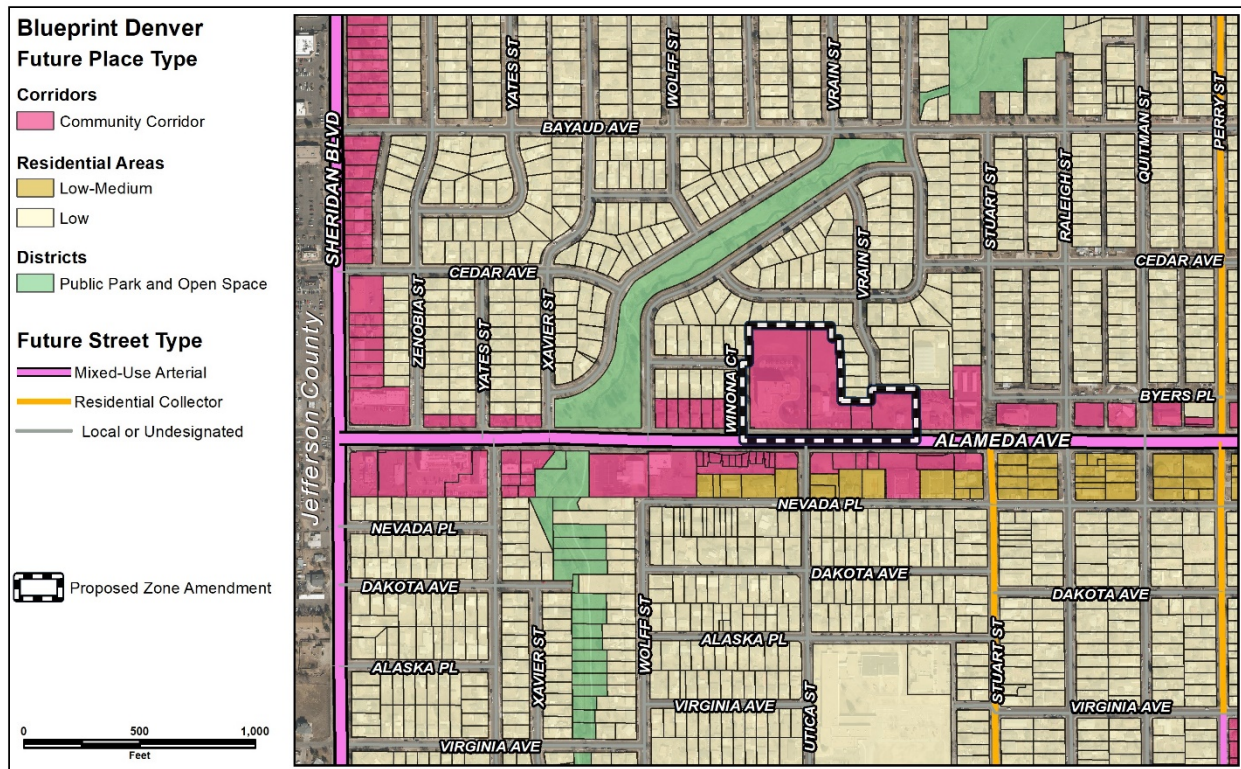 Blueprint Denver
Future Place Type
Corridors
Community Corridor
Residential Areas
Low-Medium
Low
Districts
Public Park and Open Space
Future Street Type
Mixed-Use Arterial
Residential Collector
Local or Undesignated
Proposed Zone Amendment
0 500 1,000
Feet
Jefferson County
SHERIDAN BLVD
YATES ST
WOLFF ST
VRAIN ST
BAYAUD AVE
STUART ST
RALEIGH ST
QUITMAN ST
PERRY ST
CEDAR AVE
VRAIN ST
CEDAR AVE
ZENOBIA ST
YATES ST
XAVIER ST
WINONA CT
BYERS PL
ALAMEDA AVE
NEVADA PL
NEVADA PL
DAKOTA AVE
DAKOTA AVE
DAKOTA AVE
XAVIER ST
WOLFF ST
ALASKA PL
ALASKA PL
STUART ST
UTICA ST
VIRGINIA AVE
VIRGINIA AVE
VIRGINIA AVE